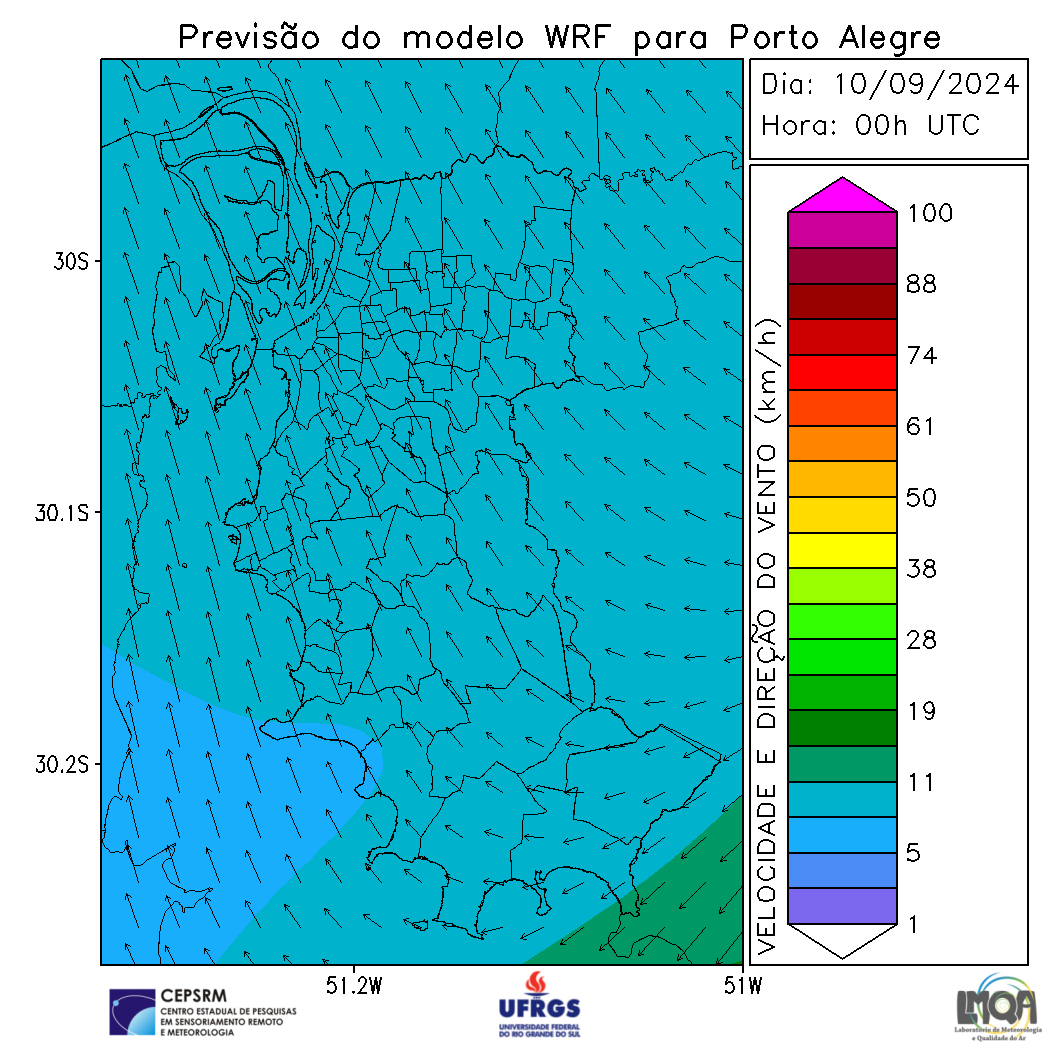 Previsão do modelo WRF para Porto Alegre
Dia: 10/09/2024
Hora: 00h UTC
30S
30.1S
30.2S
51.2W
51W
VELOCIDADE E DIREÇÃO DO VENTO (km/h)
100
88
74
61
50
38
28
19
11
5
1
CEPSRM
CENTRO ESTADUAL DE PESQUISAS
EM SENSORIAMENTO REMOTO
E METEOROLOGIA
UFRGS
UNIVERSIDADE FEDERAL
DO RIO GRANDE DO SUL
LMQA
Laboratório de Meteorologia
e Qualidade do Ar